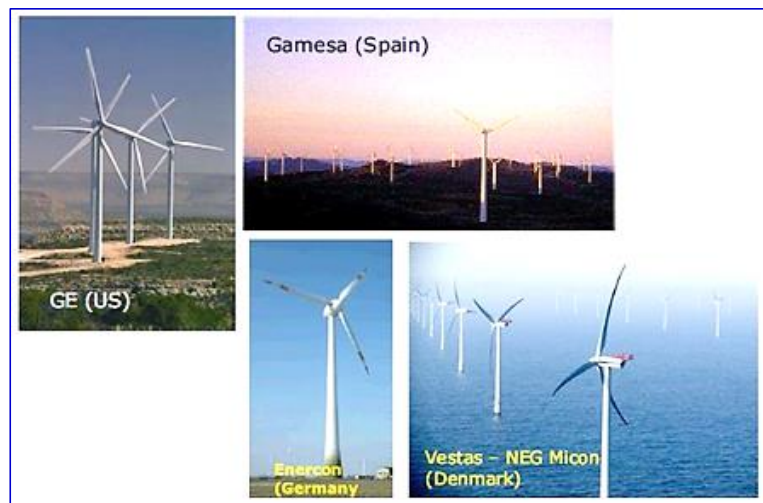 Gamesa (Spain)
GE (US)
Enercon
(Germany
Vestas – NEG Micon
(Denmark)